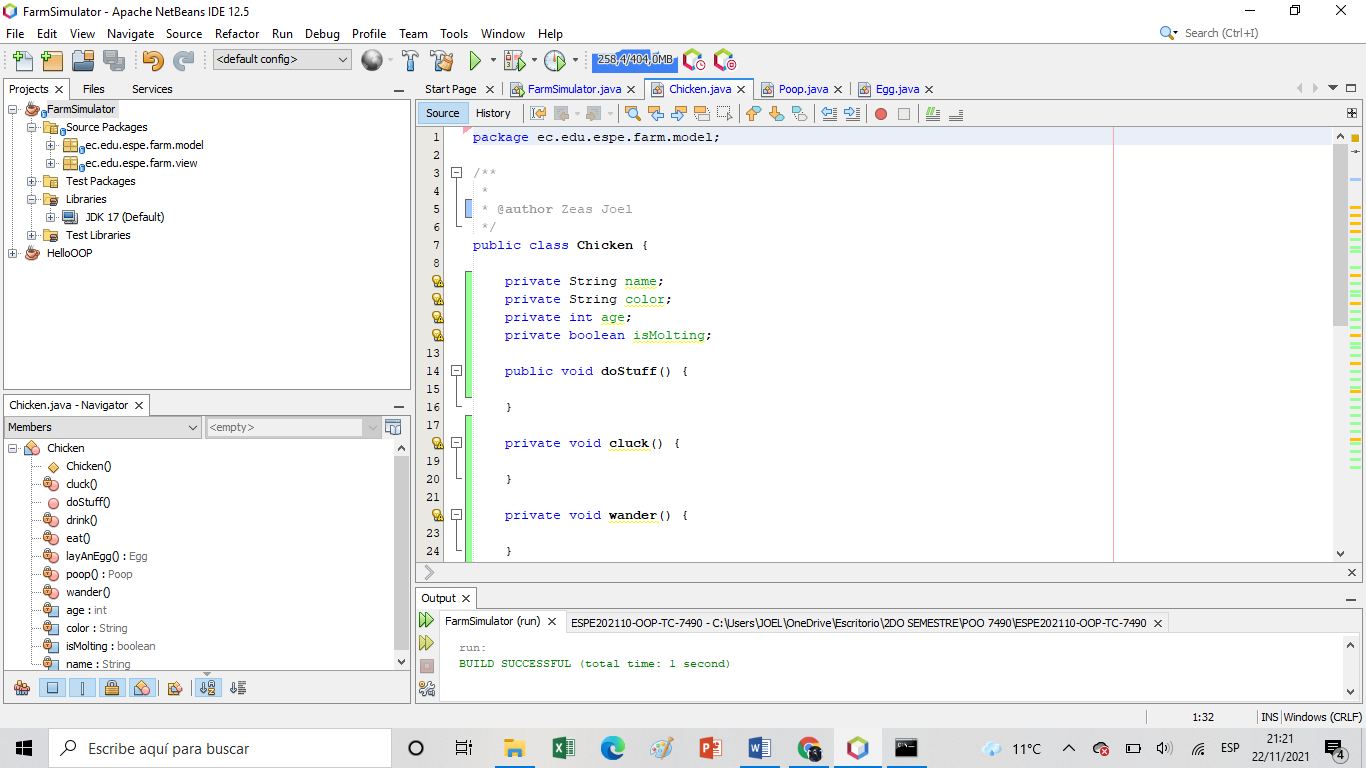 FarmSimulator - Apache NetBeans IDE 12.5
File Edit View Navigate Source Refactor Run Debug Profile Team Tools Window Help
Search (Ctrl+I)
<default config>
258,4/404,0MB
Projects Files Services
FarmSimulator
Source Packages
ec.edu.espe.farm.model
ec.edu.espe.farm.view
Test Packages
Libraries
JDK 17 (Default)
Test Libraries
HelloOOP
Chicken.java - Navigator
Members
<empty>
Chicken
Chicken()
cluck()
doStuff()
drink()
eat()
layAnEgg() : Egg
poop() : Poop
wander()
age : int
color : String
isMolting : boolean
name : String
Start Page FarmSimulator.java Chicken.java Poop.java Egg.java
Source History
1 package ec.edu.espe.farm.model;
2
3 /**
4 *
5 * @author Zeas Joel
6 */
7 public class Chicken {
8
private String name;
private String color;
private int age;
private boolean isMolting;
13
14 public void doStuff() {
15
16 }
17
private void cluck() {
19
20 }
21
private void wander() {
23
24 }
Output
FarmSimulator (run) ESPE202110-OOP-TC-7490 - C:\Users\JOEL\OneDrive\Escritorio\2DO SEMESTRE\POO 7490\ESPE202110-OOP-TC-7490
run:
BUILD SUCCESSFUL (total time: 1 second)
1:32 INS Windows (CRLF)
Escribe aquí para buscar
11°C
ESP
21:21
22/11/2021
4